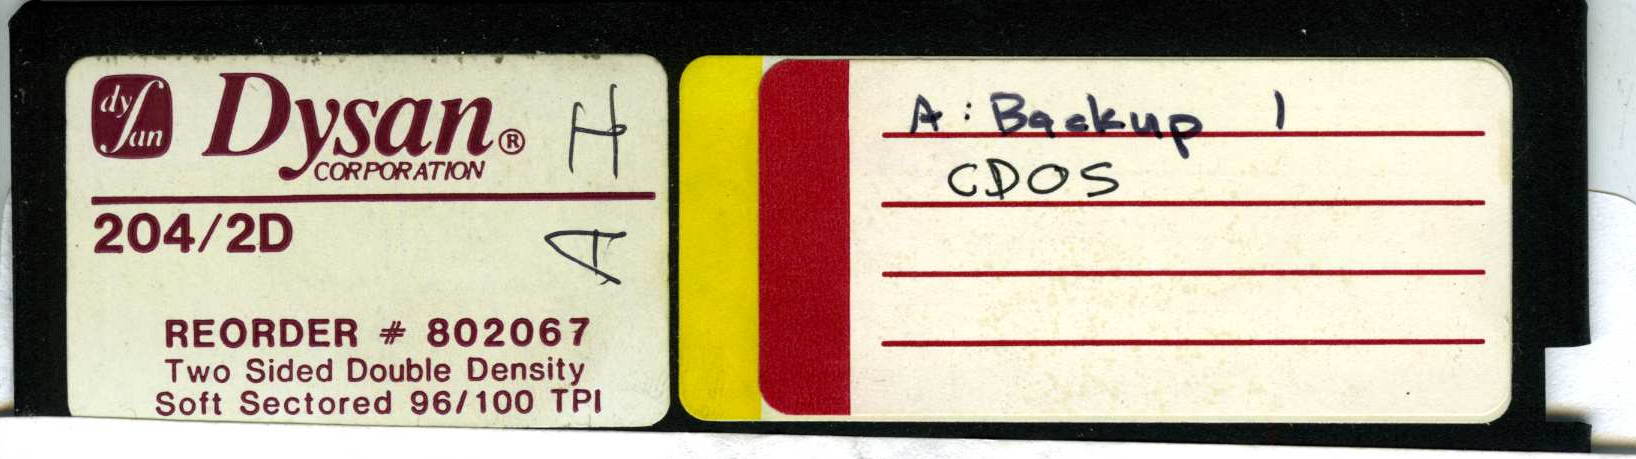 dy
san
Dysan®
CORPORATION
204/2D
REORDER # 802067
Two Sided Double Density
Soft Sectored 96/100 TPI
H
A
A: Backup 1
CDOS